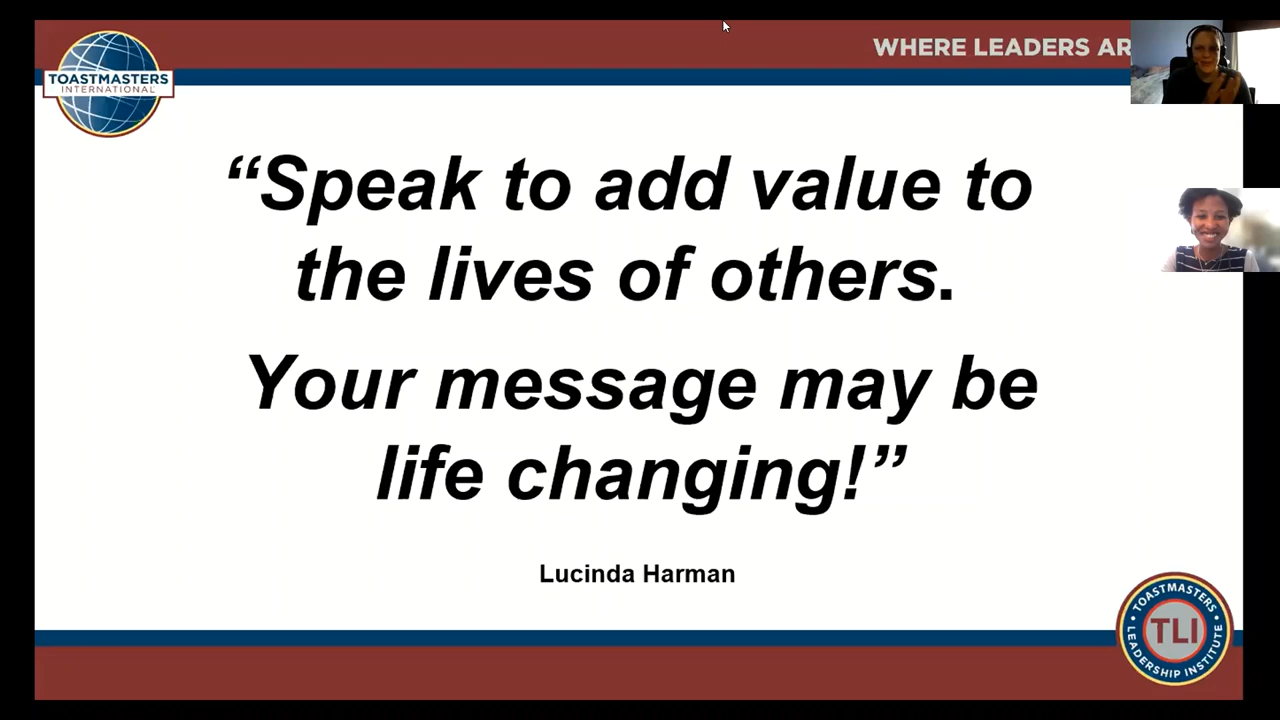 WHERE LEADERS AR
TOASTMASTERS
INTERNATIONAL
“Speak to add value to
the lives of others.
Your message may be
life changing!”
Lucinda Harman
TOASTMASTERS
TLI
LEADERSHIP INSTITUTE